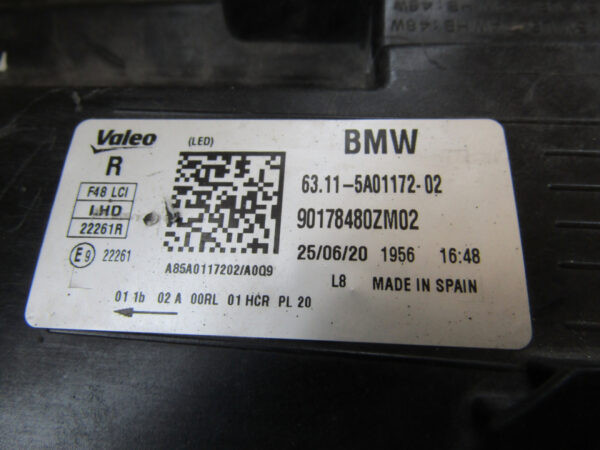 Valeo (LED) BMW
R
63.11-5A01172-02
F48 LCI
LHD
22261R
90178480ZM02
25/06/20 1956 16:48
E9 22261
A85A0117202/A0Q9
L8 MADE IN SPAIN
01 1b 02 A 00RL 01 HCR PL 20